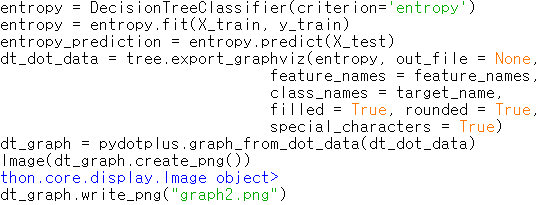 entropy = DecisionTreeClassifier(criterion='entropy')
entropy = entropy.fit(X_train, y_train)
entropy_prediction = entropy.predict(X_test)
dt_dot_data = tree.export_graphviz(entropy, out_file = None,
feature_names = feature_names,
class_names = target_name,
filled = True, rounded = True,
special_characters = True)
dt_graph = pydotplus.graph_from_dot_data(dt_dot_data)
Image(dt_graph.create_png())
thon.core.display.Image object>
dt_graph.write_png("graph2.png")